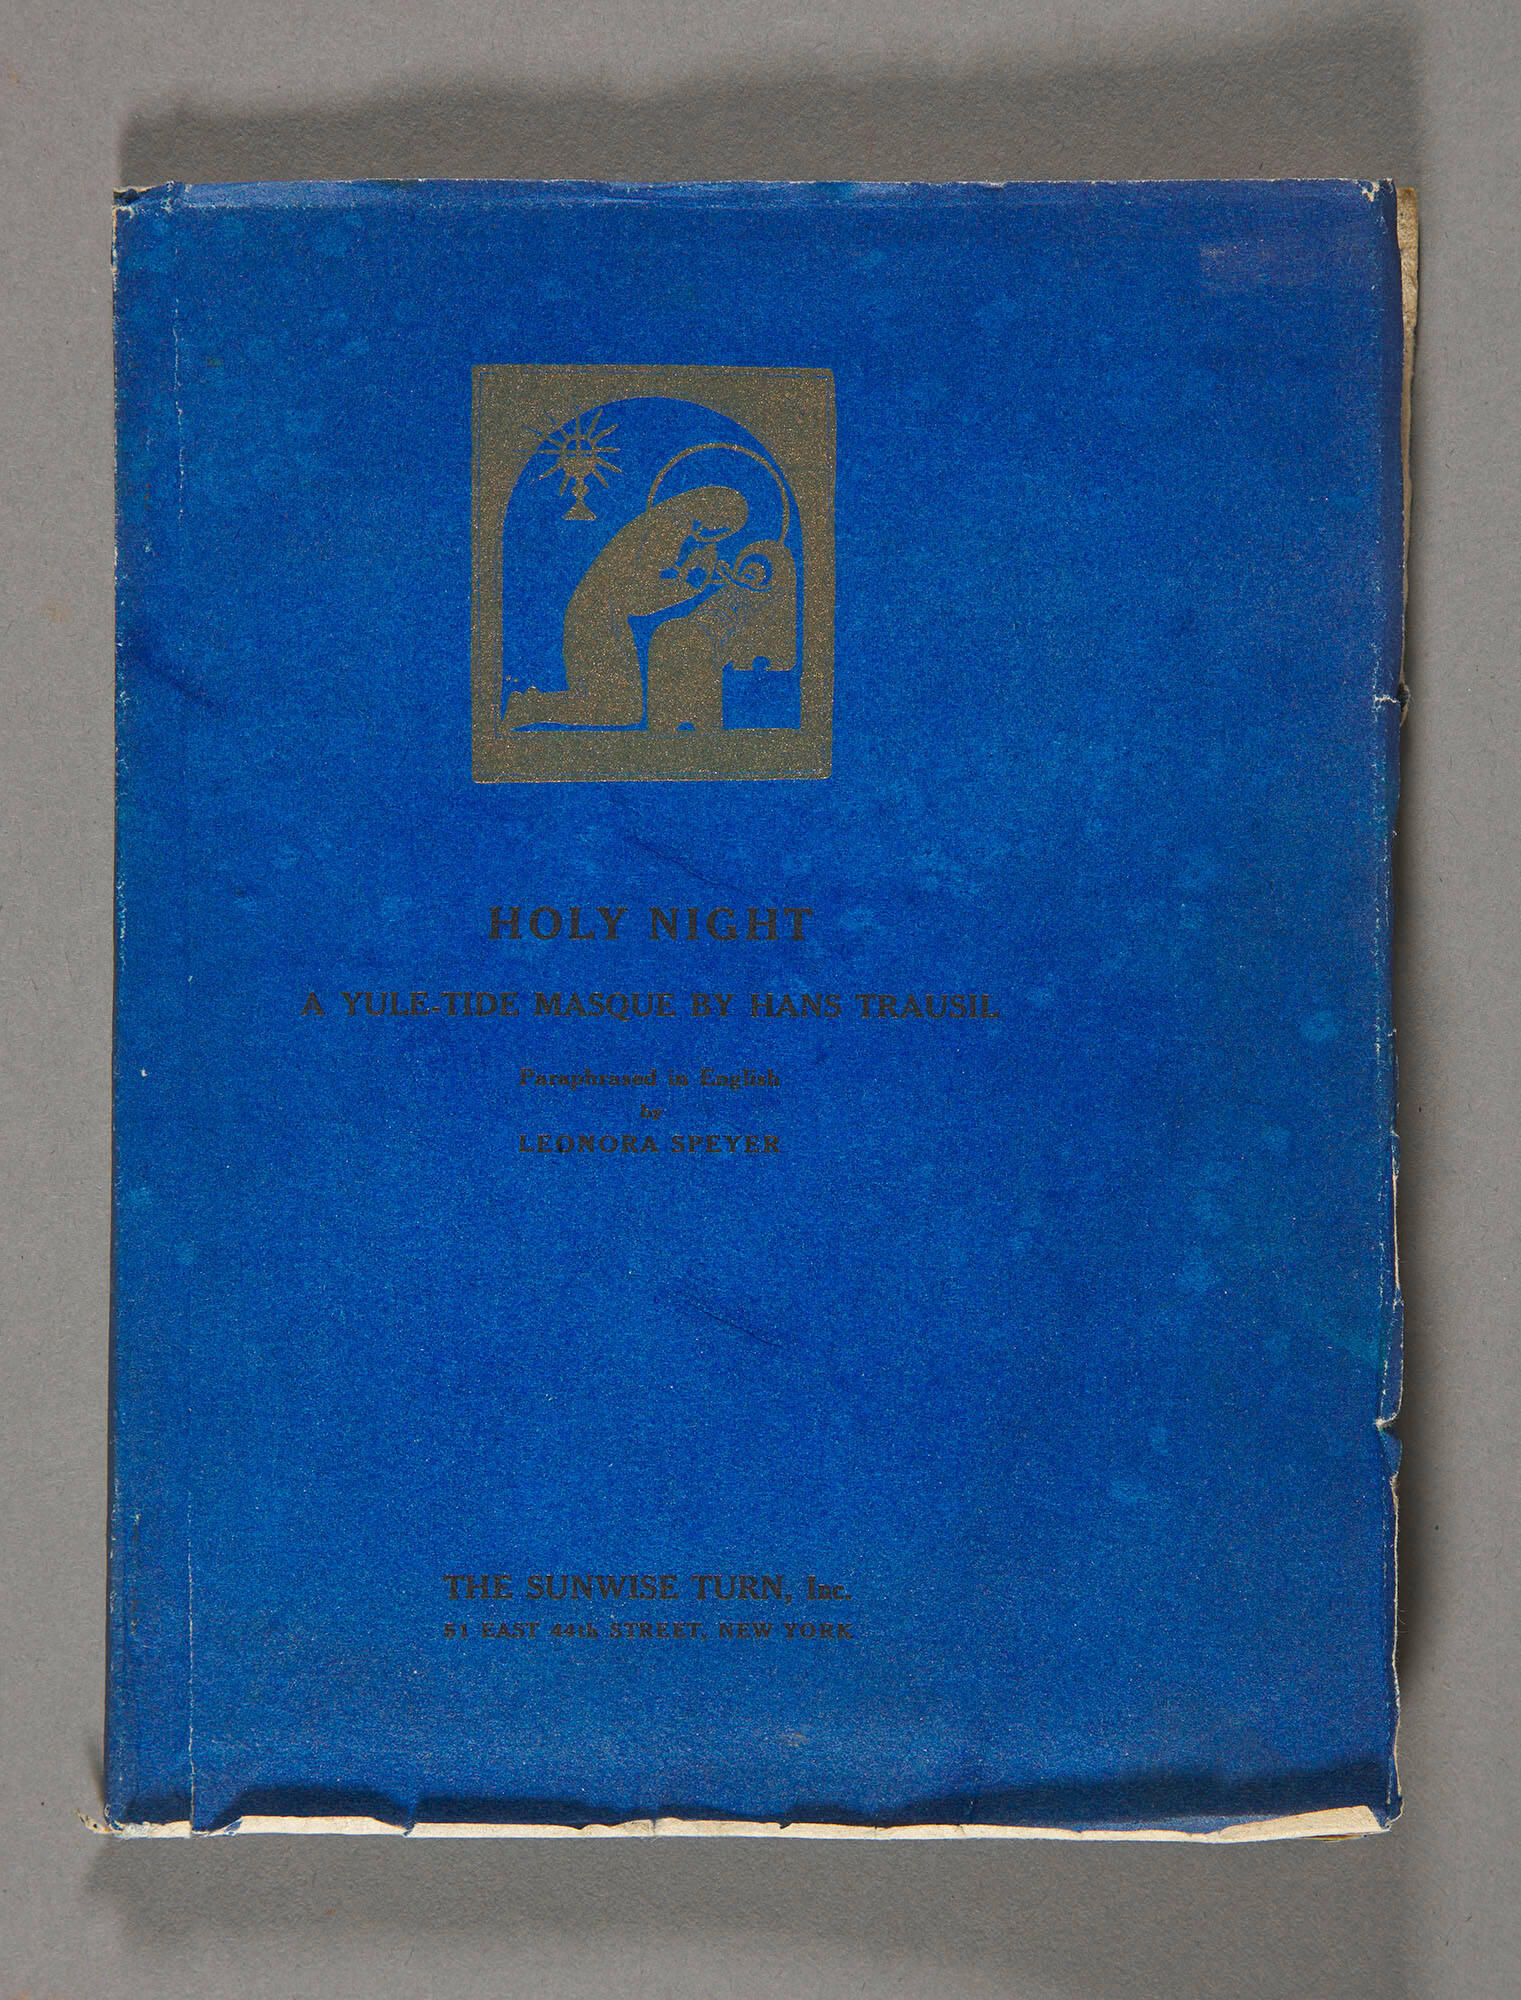 HOLY NIGHT
A YULE-TIDE MASQUE BY HANS TRAUSIL
Paraphrased in English
by
LEONORA SPEYER
THE SUNWISE TURN, Inc.
51 EAST 44th STREET, NEW YORK